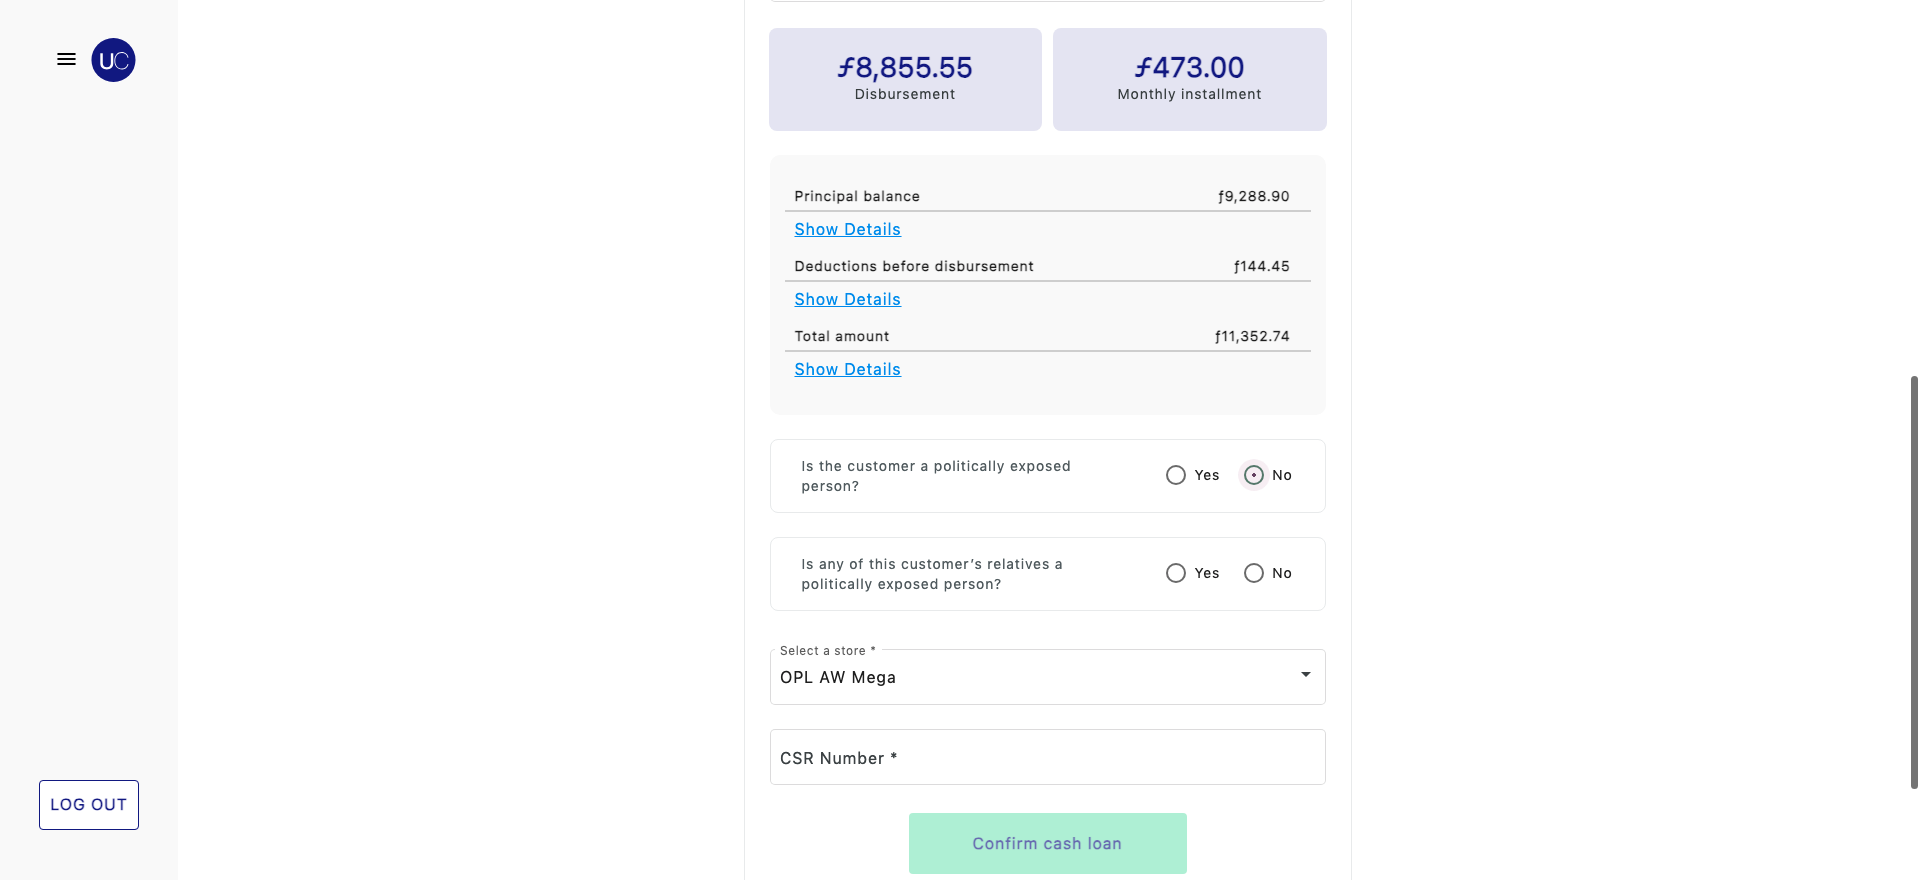 UC
ƒ8,855.55
Disbursement
ƒ473.00
Monthly installment
Principal balance ƒ9,288.90
Show Details
Deductions before disbursement ƒ144.45
Show Details
Total amount ƒ11,352.74
Show Details
Is the customer a politically exposed
person?
Yes No
Is any of this customer’s relatives a
politically exposed person?
Yes No
Select a store *
OPL AW Mega
CSR Number *
LOG OUT
Confirm cash loan